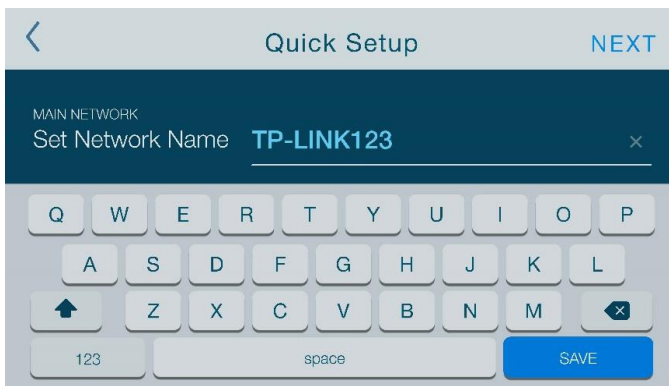 Quick Setup NEXT
MAIN NETWORK
Set Network Name TP-LINK123 ×
Q W E R T Y U I O P
A S D F G H J K L
Z X C V B N M
123 space SAVE